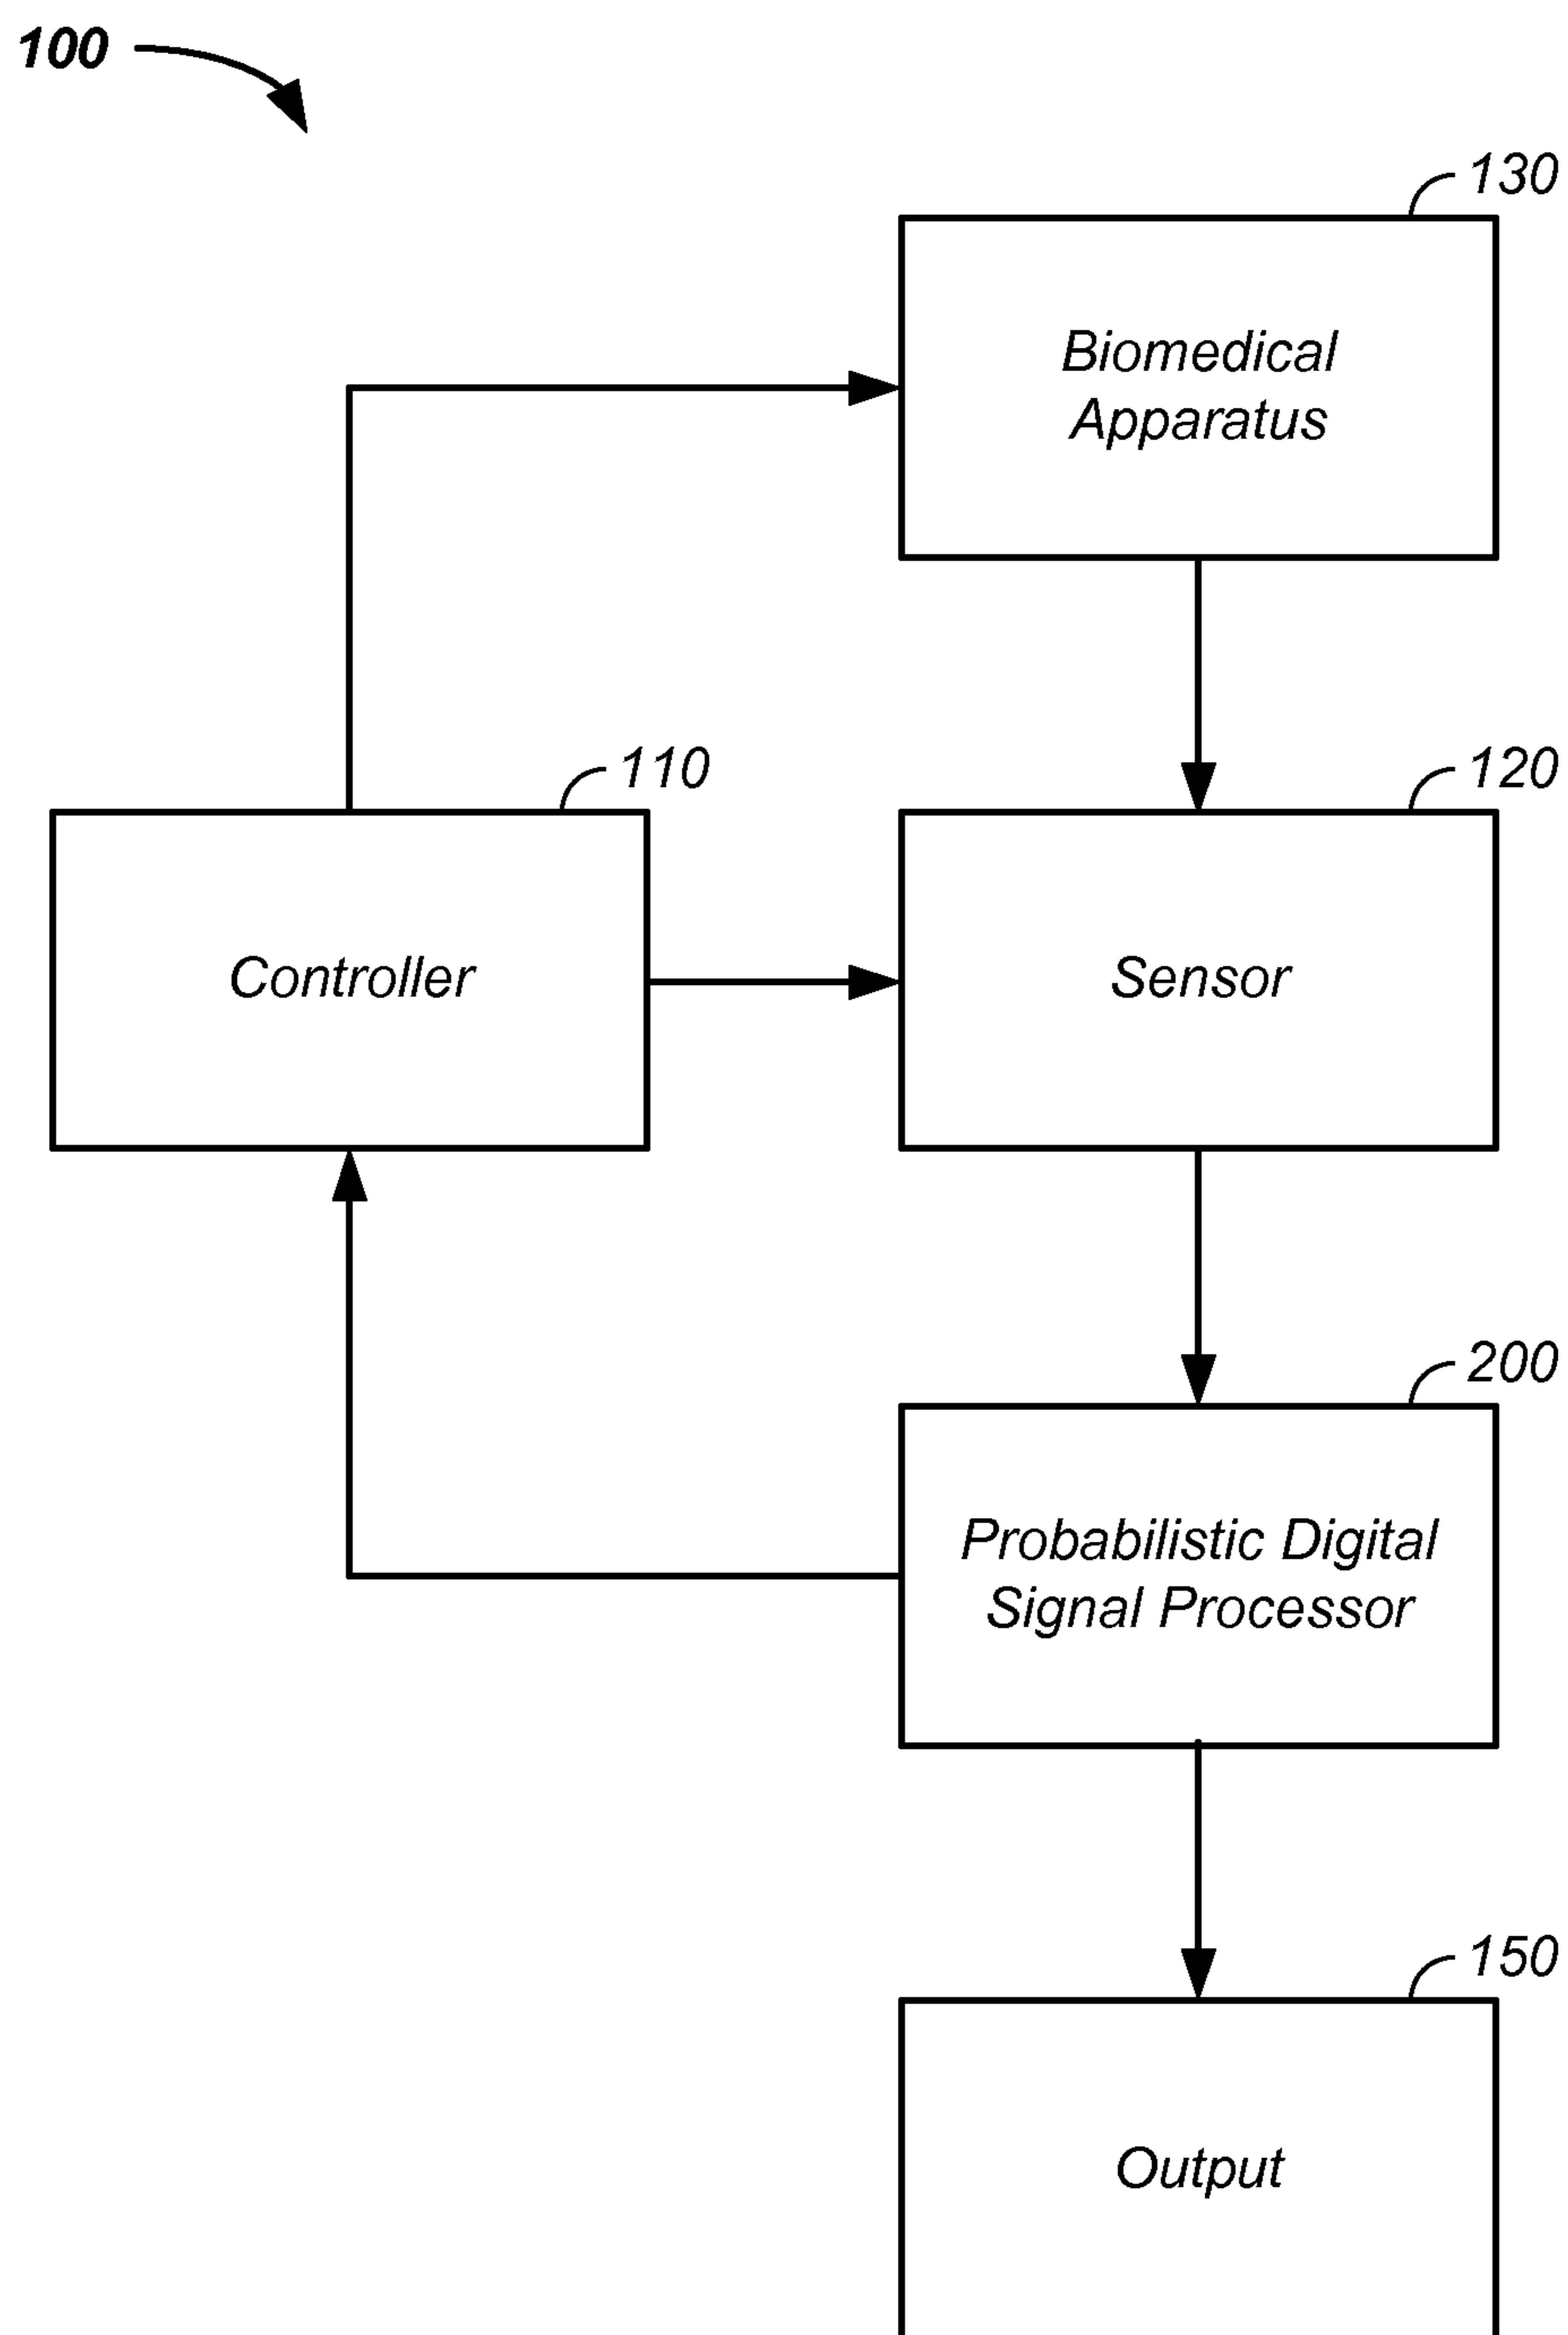 100
130
Biomedical
Apparatus
110
120
Controller
Sensor
200
Probabilistic Digital
Signal Processor
150
Output